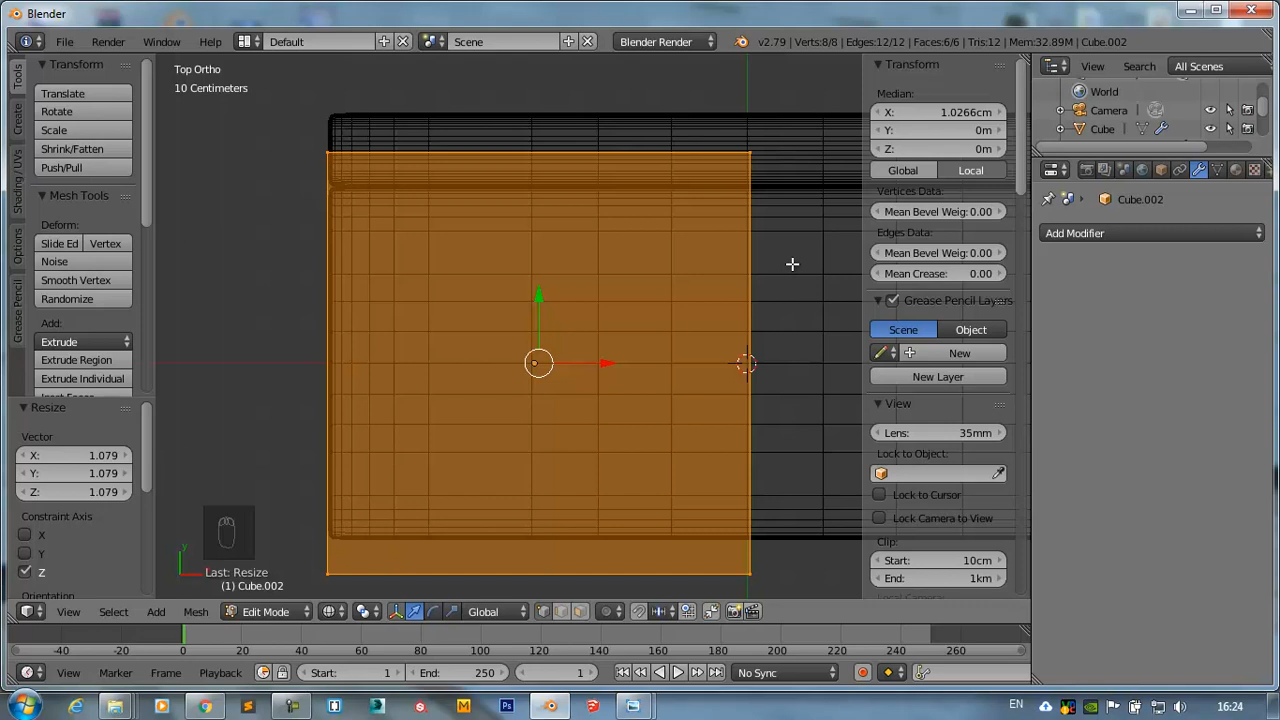 Blender
File Render Window Help Default Scene Blender Render v2.79 | Verts:8/8 | Edges:12/12 | Faces:6/6 | Tris:12 | Mem:32.89M | Cube.002
Tools
Create
Shading / UVs
Options
Grease Pencil
Transform
Translate
Rotate
Scale
Shrink/Fatten
Push/Pull
Mesh Tools
Deform:
Slide Ed Vertex
Noise
Smooth Vertex
Randomize
Add:
Extrude
Extrude Region
Extrude Individual
Resize
Vector
X: 1.079
Y: 1.079
Z: 1.079
Constraint Axis
X
Y
Z
Orientation
Top Ortho
10 Centimeters
y
Last: Resize
(1) Cube.002
Transform
Median:
X: 1.0266cm
Y: 0m
Z: 0m
Global Local
Vertices Data:
Mean Bevel Weig: 0.00
Edges Data:
Mean Bevel Weig: 0.00
Mean Crease: 0.00
Grease Pencil Layers
Scene Object
New
New Layer
View
Lens: 35mm
Lock to Object:
Lock to Cursor
Lock Camera to View
Clip:
Start: 10cm
End: 1km
View Search All Scenes
World
Camera
Cube
Cube.002
Add Modifier
View Select Add Mesh Edit Mode Global
-40 -20 0 20 40 60 80 100 120 140 160 180 200 220 240 260
View Marker Frame Playback Start: 1 End: 250 1 No Sync
EN 16:24